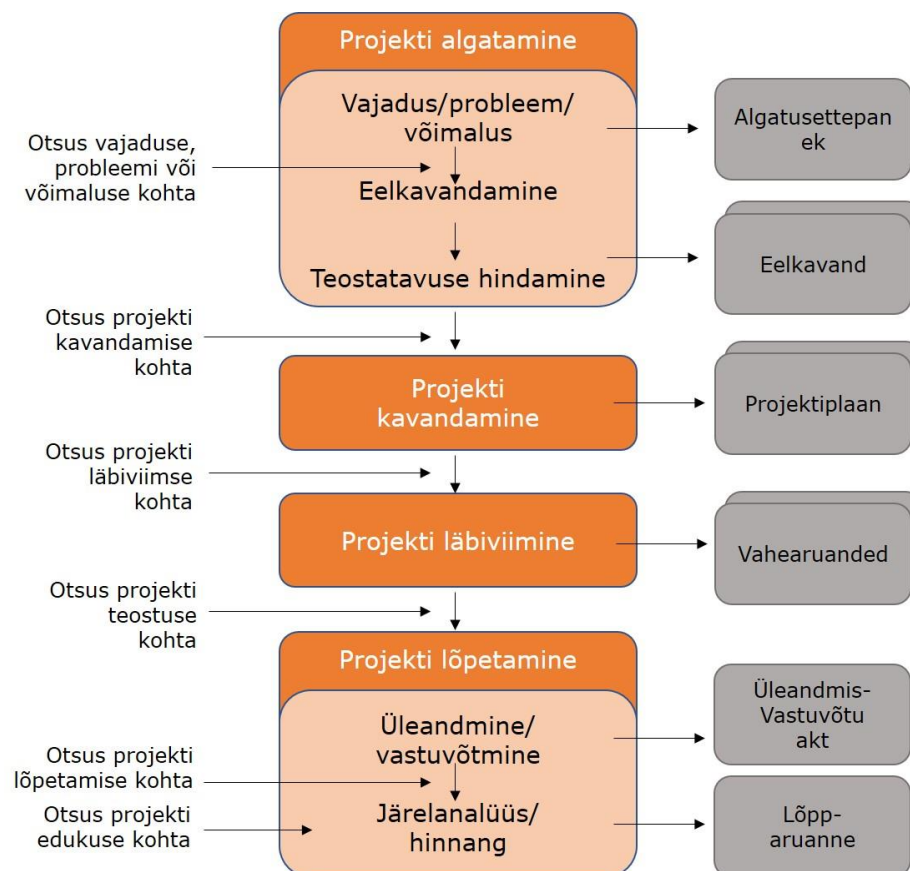 Projekti algatamine
Vajadus/probleem/
võimalus
Algatusettepan
ek
Otsus vajaduse,
probleemi või
võimaluse kohta
Eelkavandamine
Teostatavuse hindamine
Eelkavand
Otsus projekti
kavandamise
kohta
Projekti
kavandamine
Projektiplaan
Otsus projekti
läbiviimse
kohta
Projekti läbiviimine
Vahearuanded
Otsus projekti
teostuse
kohta
Projekti lõpetamine
Üleandmine/
vastuvõtmine
Üleandmis-
Vastuvõtu
akt
Otsus projekti
lõpetamise kohta
Otsus projekti
edukuse kohta
Järelanalüüs/
hinnang
Lõpp-
aruanne